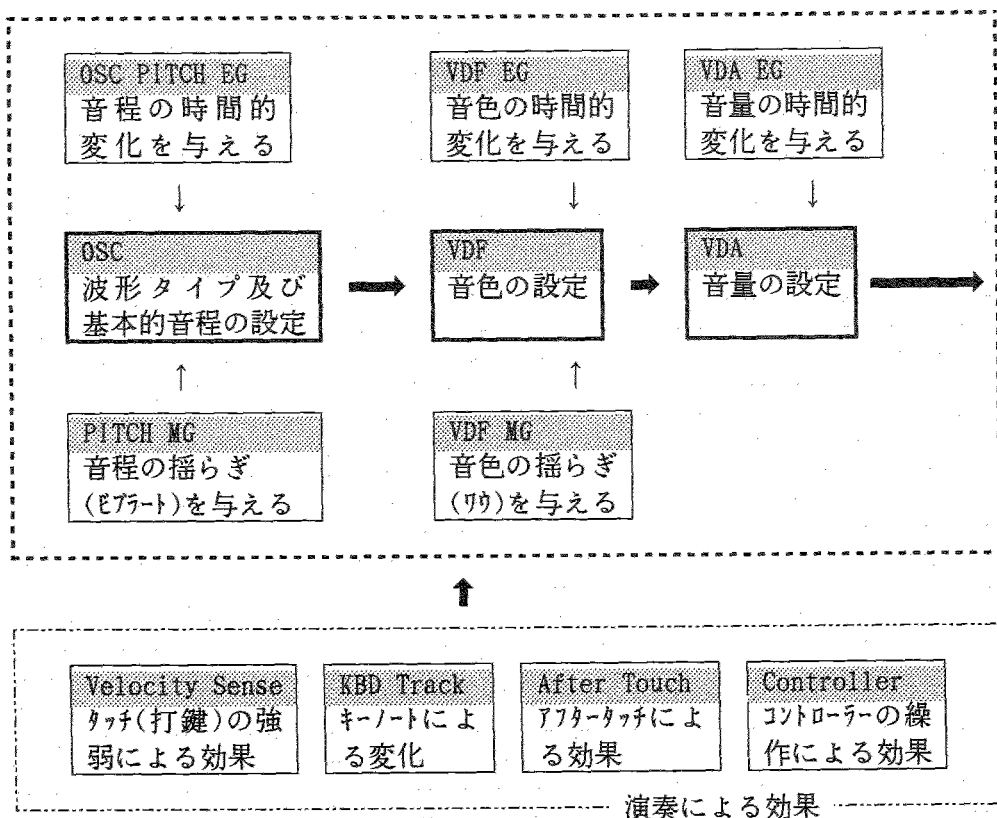 OSC PITCH EG
音程の時間的
変化を与える
VDF EG
音色の時間的
変化を与える
VDA EG
音量の時間的
変化を与える
↓
↓
↓
OSC
波形タイプ及び
基本的音程の設定
➡
VDF
音色の設定
➡
VDA
音量の設定
➡
↑
↑
PITCH MG
音程の揺らぎ
(ﾋﾞﾌﾞﾗｰﾄ)を与える
VDF MG
音色の揺らぎ
(ﾜｳ)を与える
⬆
Velocity Sense
ﾀｯﾁ(打鍵)の強
弱による効果
KBD Track
ｷｰﾉｰﾄによ
る変化
After Touch
ｱﾌﾀｰﾀｯﾁによ
る効果
Controller
ｺﾝﾄﾛｰﾗｰの繰
作による効果
演奏による効果